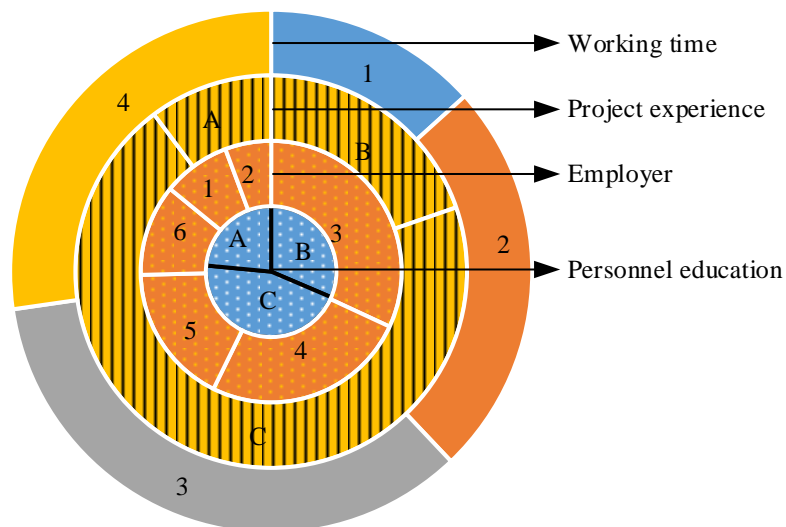 Working time
1
4
Project experience
A
B
Employer
2
1
3
6
A
B
2
Personnel education
C
5
4
C
3